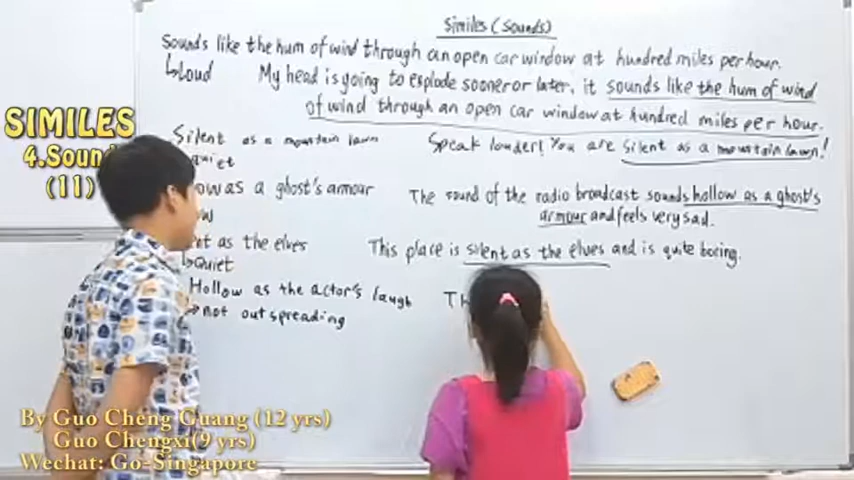 Similes (Sounds)
Sounds like the hum of wind through an open car window at hundred miles per hour.
↳Loud
My head is going to explode sooner or later, it sounds like the hum of wind
of wind through an open car window at hundred miles per hour.
SIMILES
4.Sound
(11)
Silent as a mountain lawn
quiet
Speak louder! You are silent as a mountain lawn!
as a ghost's armour
The sound of the radio broadcast sounds hollow as a ghost's
armour and feels very sad.
as the elves
↳Quiet
This place is silent as the elves and is quite boring.
Hollow as the actor's laugh
→not outspreading
Th
By Guo Cheng Guang (12 yrs)
Guo Chengxi(9 yrs)
Wechat: Go-Singapore